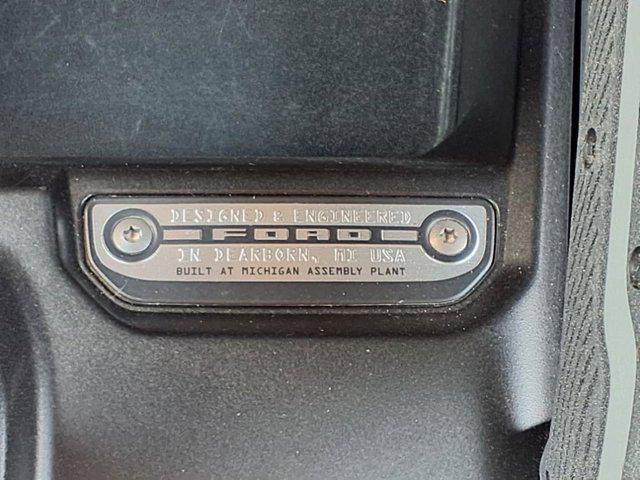 DESIGNED & ENGINEERED
FORD
IN DEARBORN, MI USA
BUILT AT MICHIGAN ASSEMBLY PLANT